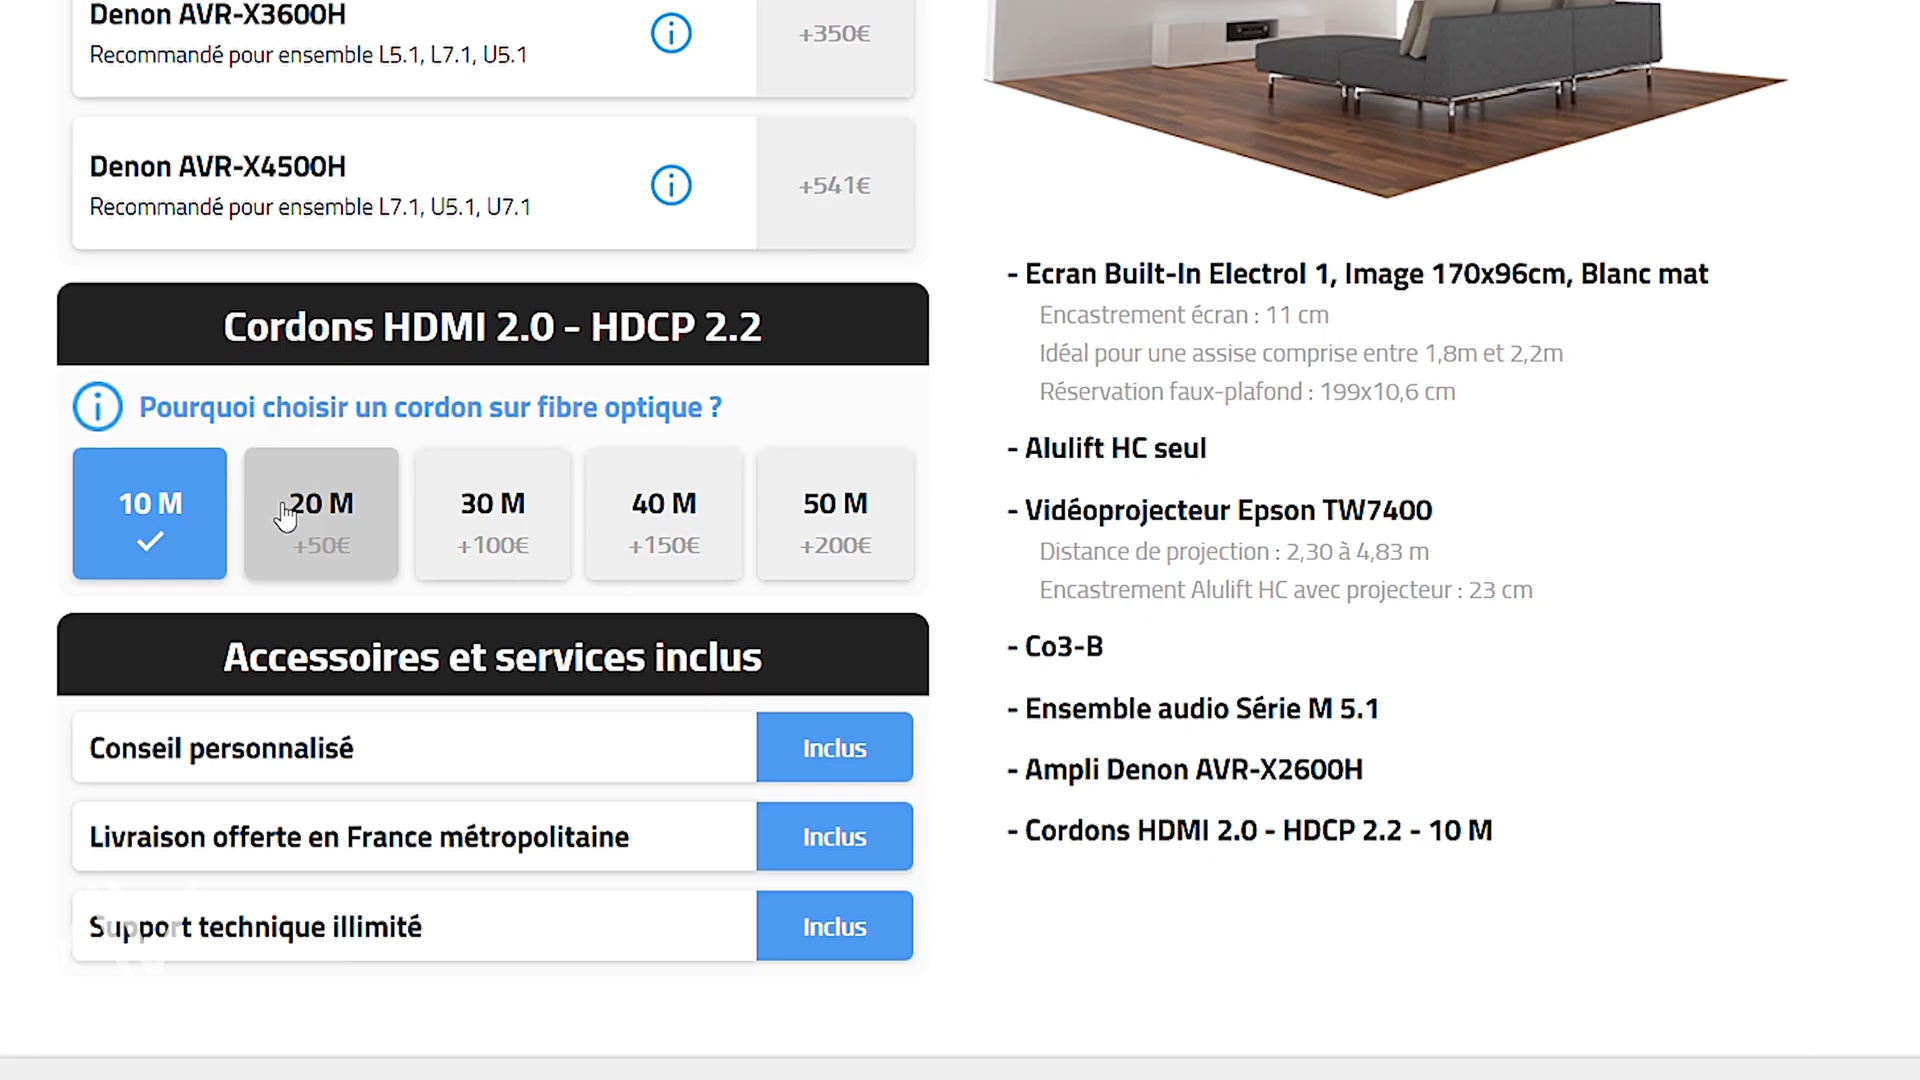 Denon AVR-X3600H
Recommandé pour ensemble L5.1, L7.1, U5.1
+350€
Denon AVR-X4500H
Recommandé pour ensemble L7.1, U5.1, U7.1
+541€
Cordons HDMI 2.0 - HDCP 2.2
Pourquoi choisir un cordon sur fibre optique ?
10 M
20 M
+50€
30 M
+100€
40 M
+150€
50 M
+200€
Accessoires et services inclus
Conseil personnalisé
Inclus
Livraison offerte en France métropolitaine
Inclus
Support technique illimité
Inclus
- Ecran Built-In Electrol 1, Image 170x96cm, Blanc mat
Encastrement écran : 11 cm
Idéal pour une assise comprise entre 1,8m et 2,2m
Réservation faux-plafond : 199x10,6 cm
- Alulift HC seul
- Vidéoprojecteur Epson TW7400
Distance de projection : 2,30 à 4,83 m
Encastrement Alulift HC avec projecteur : 23 cm
- Co3-B
- Ensemble audio Série M 5.1
- Ampli Denon AVR-X2600H
- Cordons HDMI 2.0 - HDCP 2.2 - 10 M